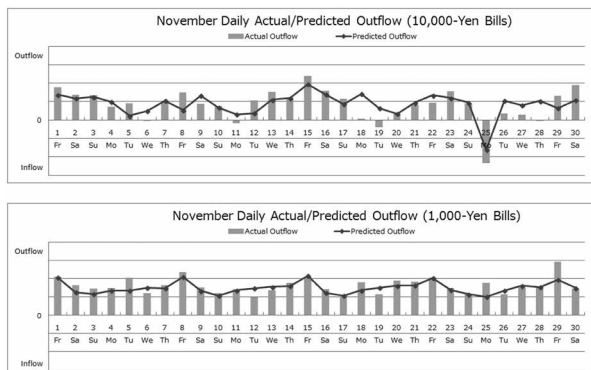 November Daily Actual/Predicted Outflow (10,000-Yen Bills)
Actual Outflow Predicted Outflow
Outflow
0
1 2 3 4 5 6 7 8 9 10 11 12 13 14 15 16 17 18 19 20 21 22 23 24 25 26 27 28 29 30
Fr Sa Su Mo Tu We Th Fr Sa Su Mo Tu We Th Fr Sa Su Mo Tu We Th Fr Sa Su Mo Tu We Th Fr Sa
Inflow
November Daily Actual/Predicted Outflow (1,000-Yen Bills)
Actual Outflow Predicted Outflow
Outflow
0
1 2 3 4 5 6 7 8 9 10 11 12 13 14 15 16 17 18 19 20 21 22 23 24 25 26 27 28 29 30
Fr Sa Su Mo Tu We Th Fr Sa Su Mo Tu We Th Fr Sa Su Mo Tu We Th Fr Sa Su Mo Tu We Th Fr Sa
Inflow